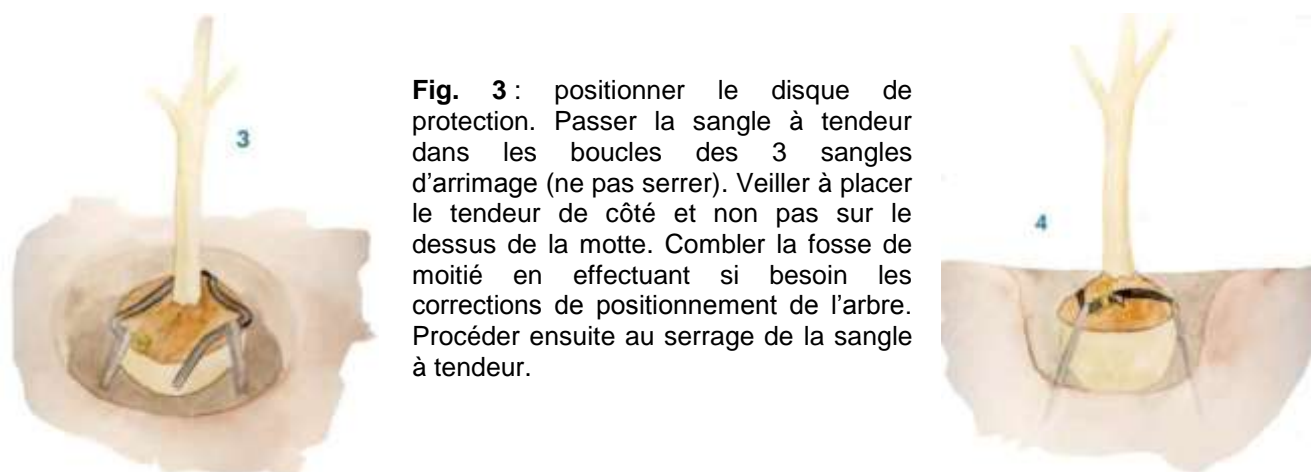 3
Fig. 3 : positionner le disque de
protection. Passer la sangle à tendeur
dans les boucles des 3 sangles
d'arrimage (ne pas serrer). Veiller à placer
le tendeur de côté et non pas sur le
dessus de la motte. Combler la fosse de
moitié en effectuant si besoin les
corrections de positionnement de l'arbre.
Procéder ensuite au serrage de la sangle
à tendeur.
4